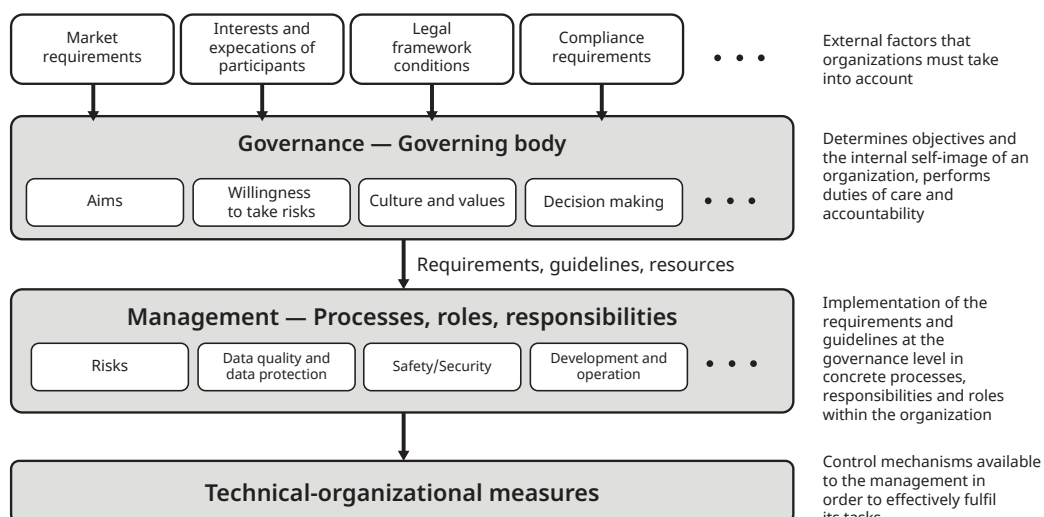 Market
requirements
Interests and
expecations of
participants
Legal
framework
conditions
Compliance
requirements
• • •
External factors that
organizations must take
into account
Governance — Governing body
Aims
Willingness
to take risks
Culture and values
Decision making
• • •
Determines objectives and
the internal self-image of an
organization, performs
duties of care and
accountability
Requirements, guidelines, resources
Management — Processes, roles, responsibilities
Risks
Data quality and
data protection
Safety/Security
Development and
operation
• • •
Implementation of the
requirements and
guidelines at the
governance level in
concrete processes,
responsibilities and roles
within the organization
Technical-organizational measures
Control mechanisms available
to the management in
order to effectively fulfil
its tasks